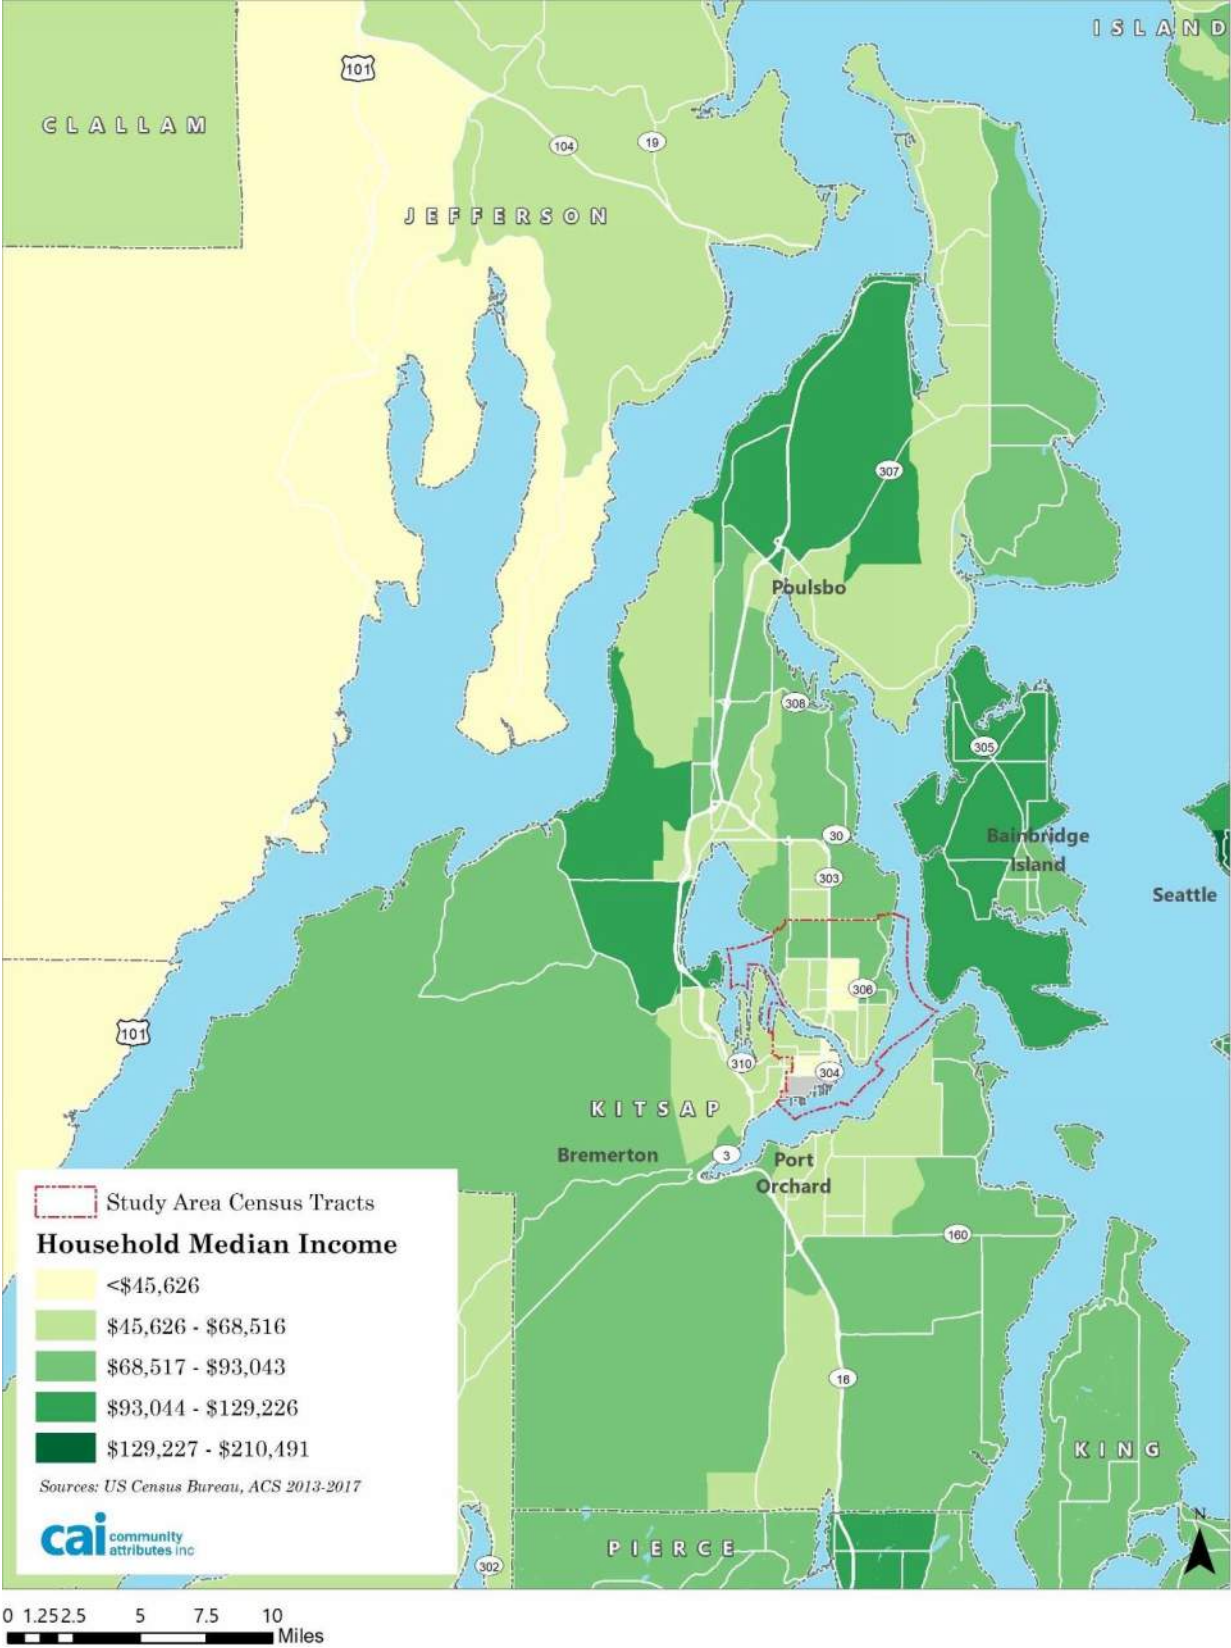 ISLAND
101
CLALLAM
104
19
JEFFERSON
307
Poulsbo
308
305
30
Bainbridge
Island
303
Seattle
306
101
310
304
KITSAP
Bremerton
3
Port
Orchard
160
16
KING
PIERCE
302
N
Study Area Census Tracts
Household Median Income
<$45,626
$45,626 - $68,516
$68,517 - $93,043
$93,044 - $129,226
$129,227 - $210,491
Sources: US Census Bureau, ACS 2013-2017
cai community
attributes inc
0 1.25 2.5 5 7.5 10
Miles